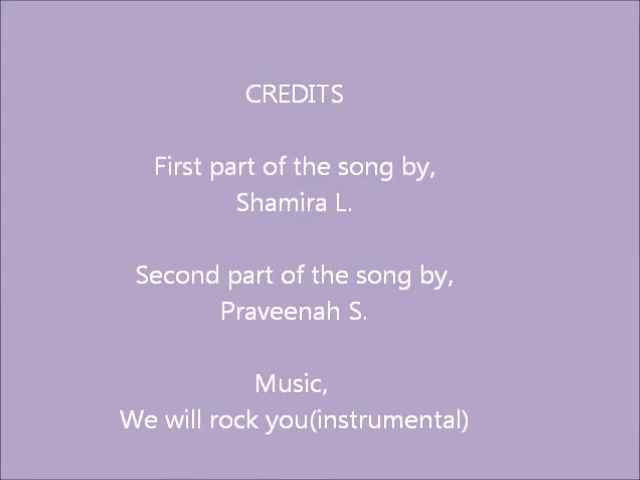 CREDITS
First part of the song by,
Shamira L.
Second part of the song by,
Praveenah S.
Music,
We will rock you(instrumental)